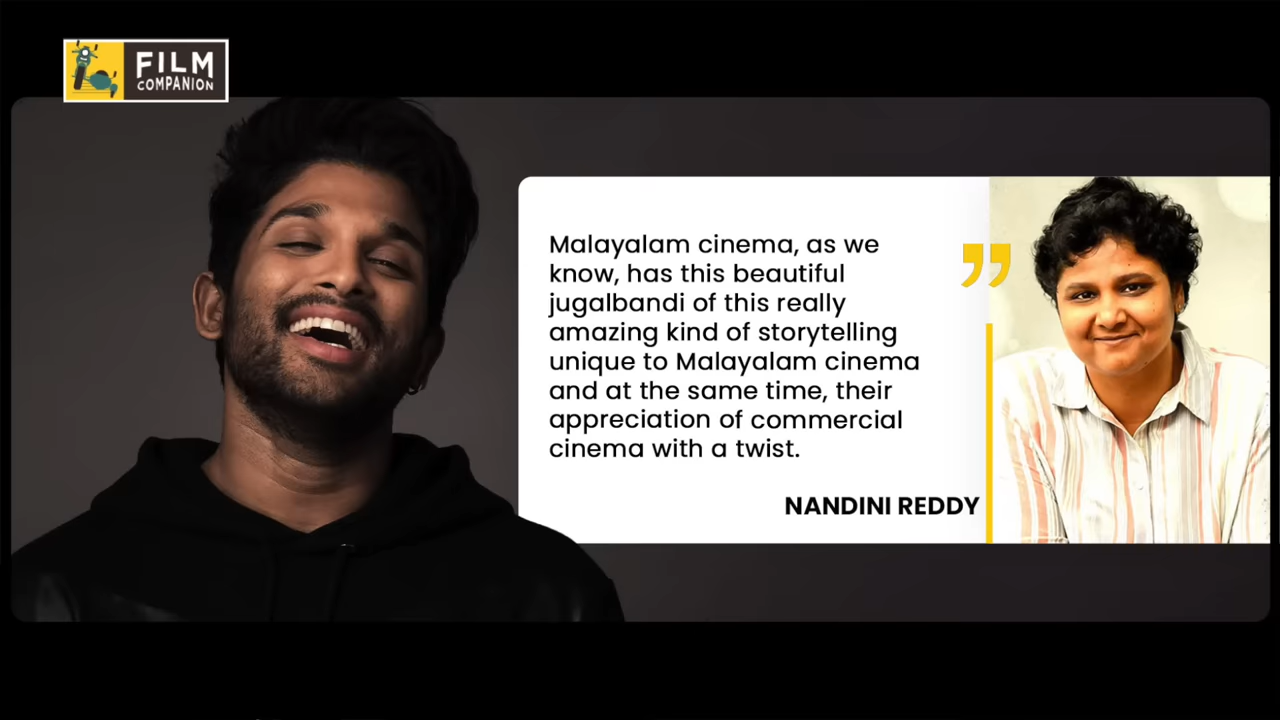 FILM
COMPANION
Malayalam cinema, as we
know, has this beautiful
jugalbandi of this really
amazing kind of storytelling
unique to Malayalam cinema
and at the same time, their
appreciation of commercial
cinema with a twist.
”
NANDINI REDDY